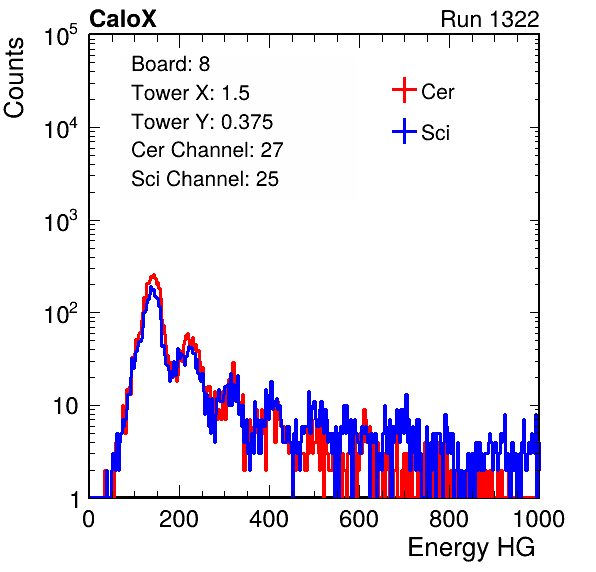 CaloX Run 1322
Counts
10^5
10^4
10^3
10^2
10
1
Board: 8
Tower X: 1.5
Tower Y: 0.375
Cer Channel: 27
Sci Channel: 25
Cer
Sci
0 200 400 600 800 1000
Energy HG